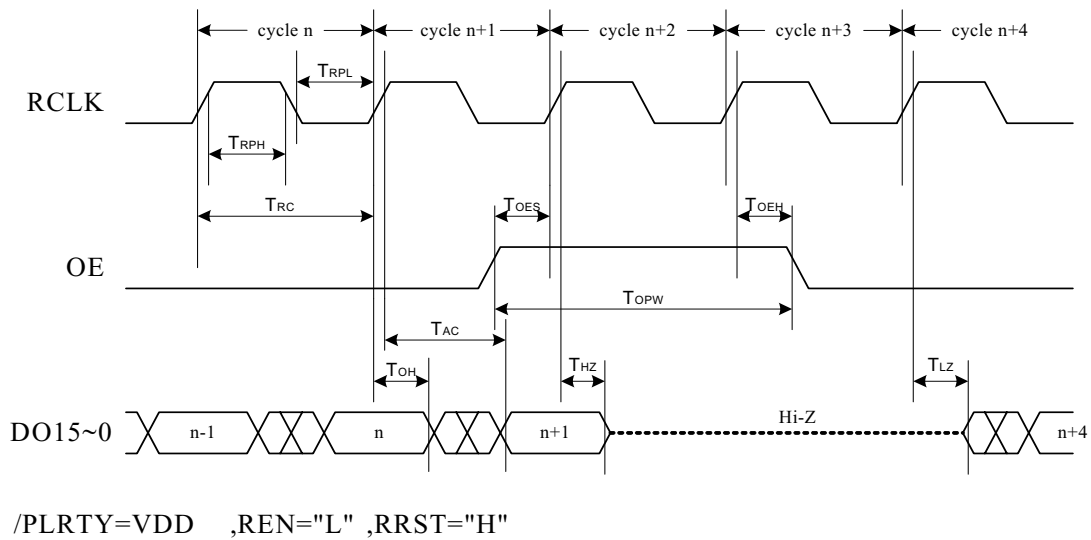 cycle n cycle n+1 cycle n+2 cycle n+3 cycle n+4
TRPL
RCLK
TRPH
TRC TOES TOEH
OE
TOPW
TAC
TOH THZ TLZ
DO15~0 n-1 n n+1 Hi-Z n+4
/PLRTY=VDD ,REN="L" ,RRST="H"